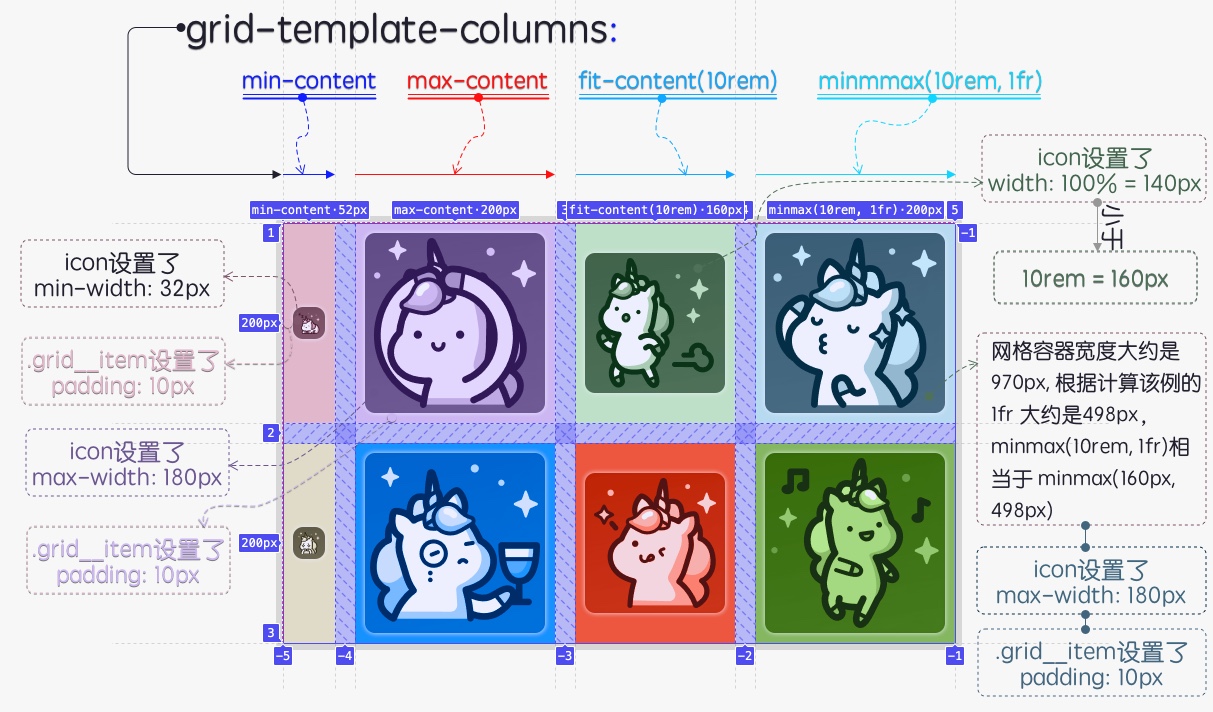 grid-template-columns:
min-content
max-content
fit-content(10rem)
minmmax(10rem, 1fr)
min-content·52px
max-content·200px
3
fit-content(10rem)·160px
4
minmax(10rem, 1fr)·200px
5
1
-1
200px
2
200px
3
-5
-4
-3
-2
-1
icon设置了
min-width: 32px
.grid__item设置了
padding: 10px
icon设置了
max-width: 180px
.grid__item设置了
padding: 10px
icon设置了
width: 100% = 140px
小于
10rem = 160px
网格容器宽度大约是
970px, 根据计算该例的
1fr 大约是498px,
minmax(10rem, 1fr)相
当于 minmax(160px,
498px)
icon设置了
max-width: 180px
.grid__item设置了
padding: 10px